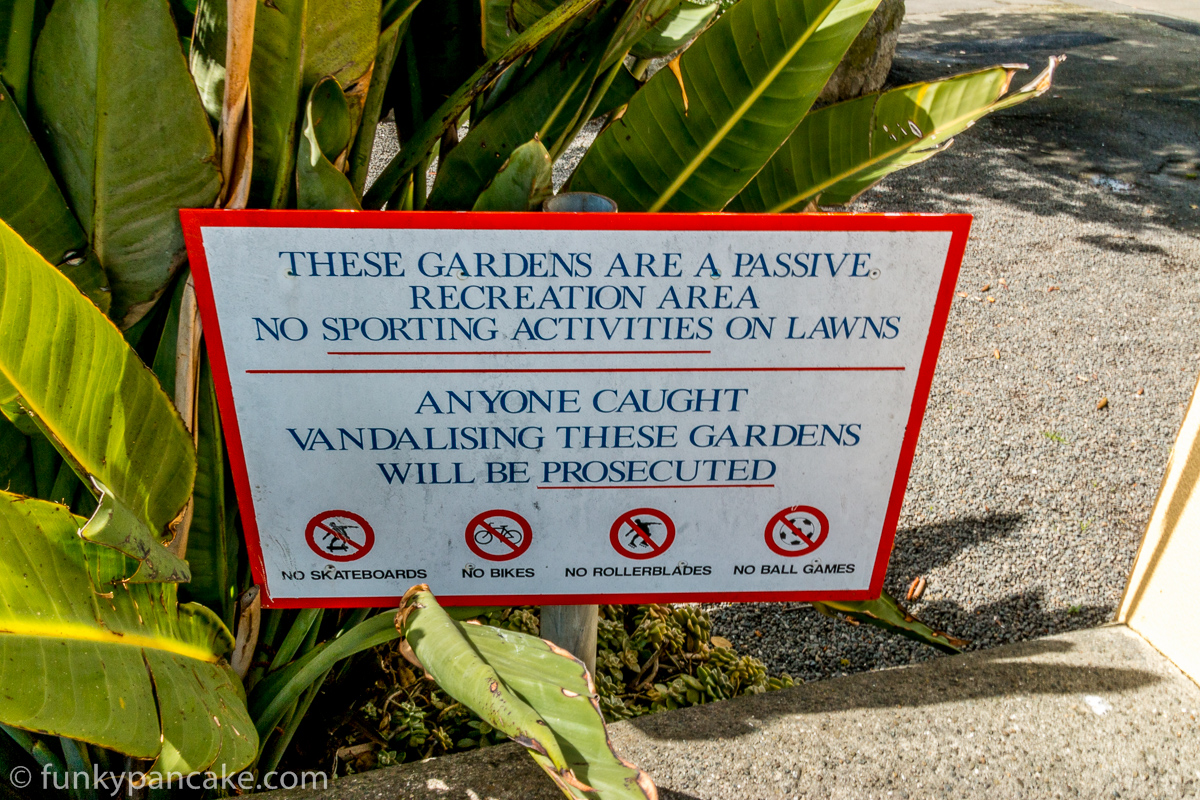 THESE GARDENS ARE A PASSIVE
RECREATION AREA
NO SPORTING ACTIVITIES ON LAWNS
ANYONE CAUGHT
VANDALISING THESE GARDENS
WILL BE PROSECUTED
NO SKATEBOARDS NO BIKES NO ROLLERBLADES NO BALL GAMES
© funkypancake.com